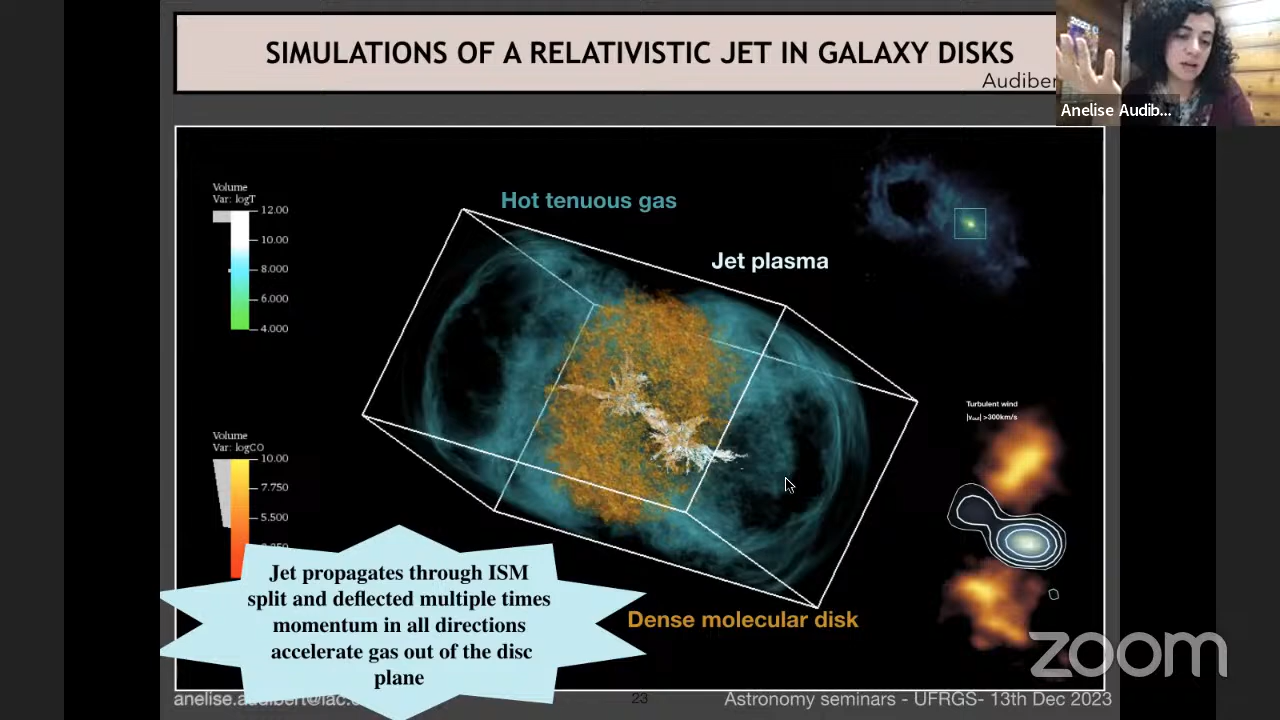 SIMULATIONS OF A RELATIVISTIC JET IN GALAXY DISKS
Audiber
Anelise Audib...
Volume
Var: logT
12.00
10.00
8.000
6.000
4.000
Hot tenuous gas
Jet plasma
Turbulent wind
|vout| >300km/s
Volume
Var: logCO
10.00
7.750
5.500
Jet propagates through ISM
split and deflected multiple times
momentum in all directions
accelerate gas out of the disc
plane
Dense molecular disk
zoom
23
Astronomy seminars - UFRGS- 13th Dec 2023